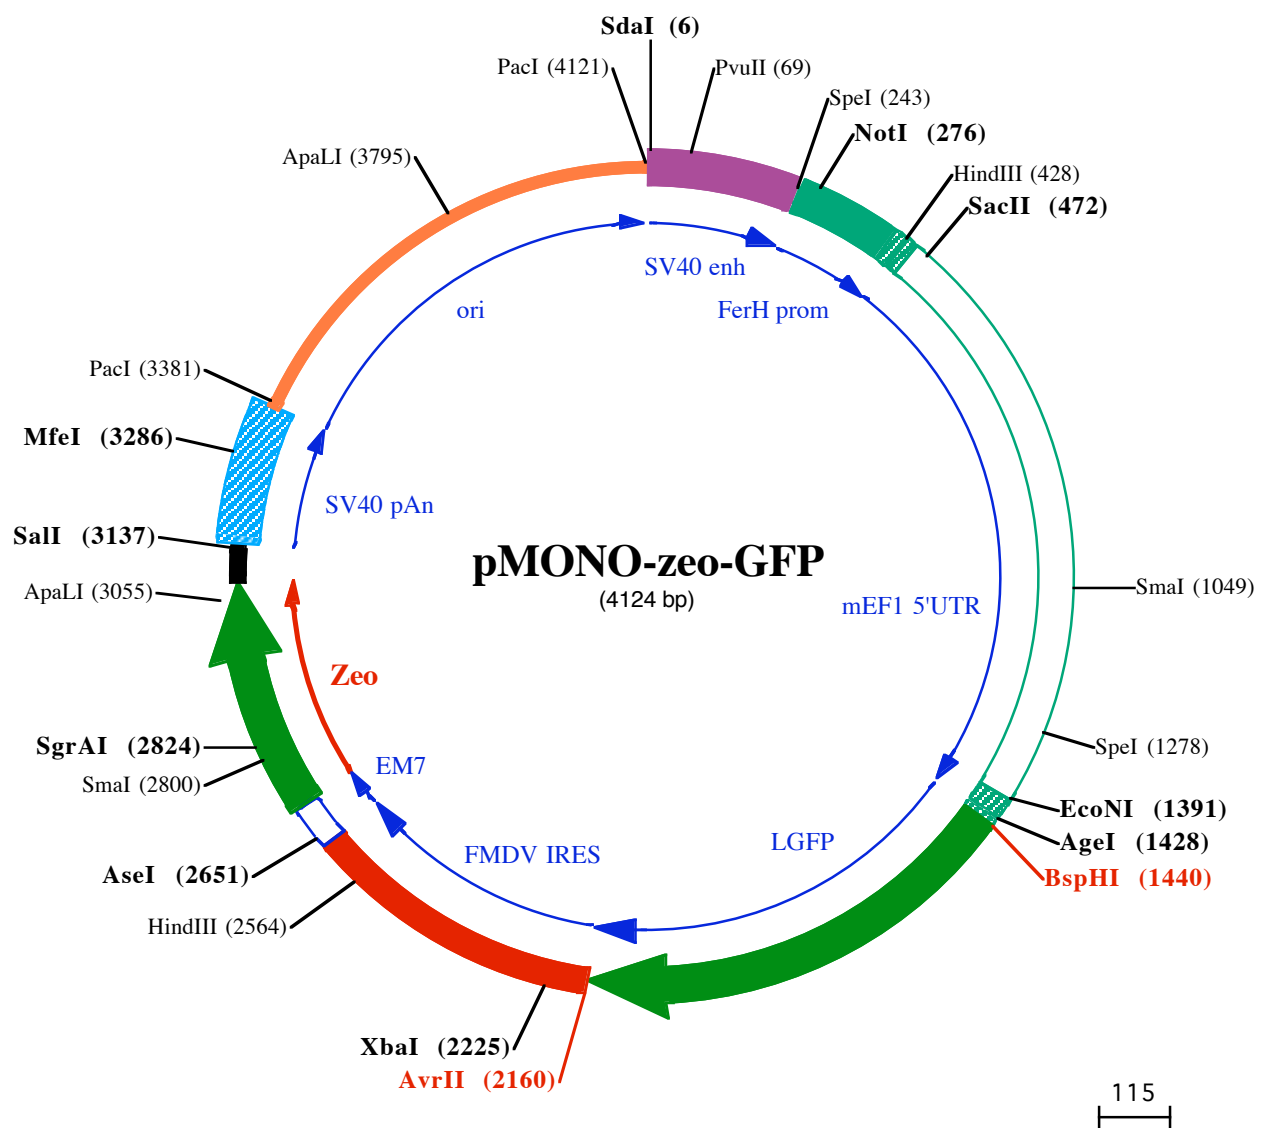 SdaI (6)
PacI (4121)
PvuII (69)
SpeI (243)
NotI (276)
ApaLI (3795)
HindIII (428)
SacII (472)
SV40 enh
ori
FerH prom
PacI (3381)
MfeI (3286)
SV40 pAn
SalI (3137)
pMONO-zeo-GFP
(4124 bp)
ApaLI (3055)
SmaI (1049)
mEF1 5'UTR
Zeo
SgrAI (2824)
SpeI (1278)
EM7
SmaI (2800)
EcoNI (1391)
LGFP
AgeI (1428)
FMDV IRES
AseI (2651)
BspHI (1440)
HindIII (2564)
XbaI (2225)
AvrII (2160)
115